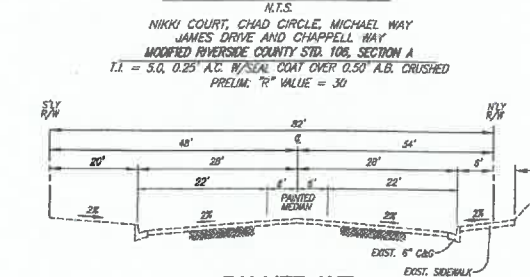 N.T.S.
NIKKI COURT, CHAD CIRCLE, MICHAEL WAY
JAMES DRIVE AND CHAPPELL WAY
MODIFIED RIVERSIDE COUNTY STD. 106, SECTION A
T.I. = 5.0, 0.25' A.C. W/SEAL COAT OVER 0.50' A.B. CRUSHED
PRELIM. "R" VALUE = 30
S'LY R/W
N'LY R/W
82'
48' 54'
20' 28' 28' 6'
22' 6' 6' 22'
PAINTED
MEDIAN
2% 2% 2% 2%
EXIST. 6" C&G
EXIST. SIDEWALK